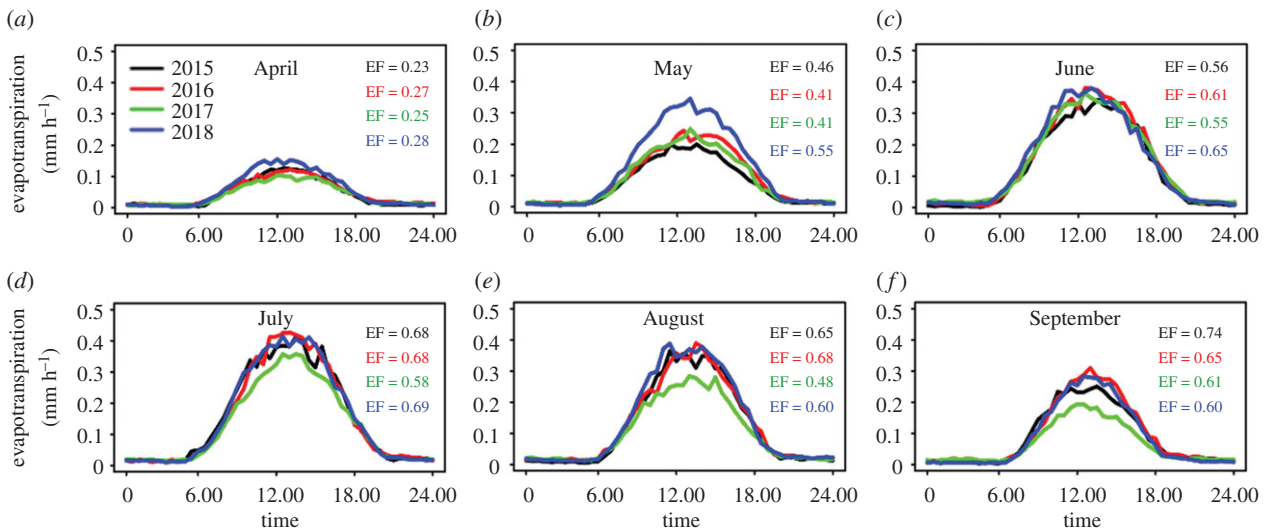 (a) (b) (c)
evapotranspiration
(mm h⁻¹)
0.5
0.4
0.3
0.2
0.1
0
2015
2016
2017
2018
April
EF = 0.23
EF = 0.27
EF = 0.25
EF = 0.28
0 6.00 12.00 18.00 24.00
0.5
0.4
0.3
0.2
0.1
0
May
EF = 0.46
EF = 0.41
EF = 0.41
EF = 0.55
0 6.00 12.00 18.00 24.00
0.5
0.4
0.3
0.2
0.1
0
June
EF = 0.56
EF = 0.61
EF = 0.55
EF = 0.65
0 6.00 12.00 18.00 24.00
(d) (e) (f)
evapotranspiration
(mm h⁻¹)
0.5
0.4
0.3
0.2
0.1
0
July
EF = 0.68
EF = 0.68
EF = 0.58
EF = 0.69
0 6.00 12.00 18.00 24.00
time
0.5
0.4
0.3
0.2
0.1
0
August
EF = 0.65
EF = 0.68
EF = 0.48
EF = 0.60
0 6.00 12.00 18.00 24.00
time
0.5
0.4
0.3
0.2
0.1
0
September
EF = 0.74
EF = 0.65
EF = 0.61
EF = 0.60
0 6.00 12.00 18.00 24.00
time